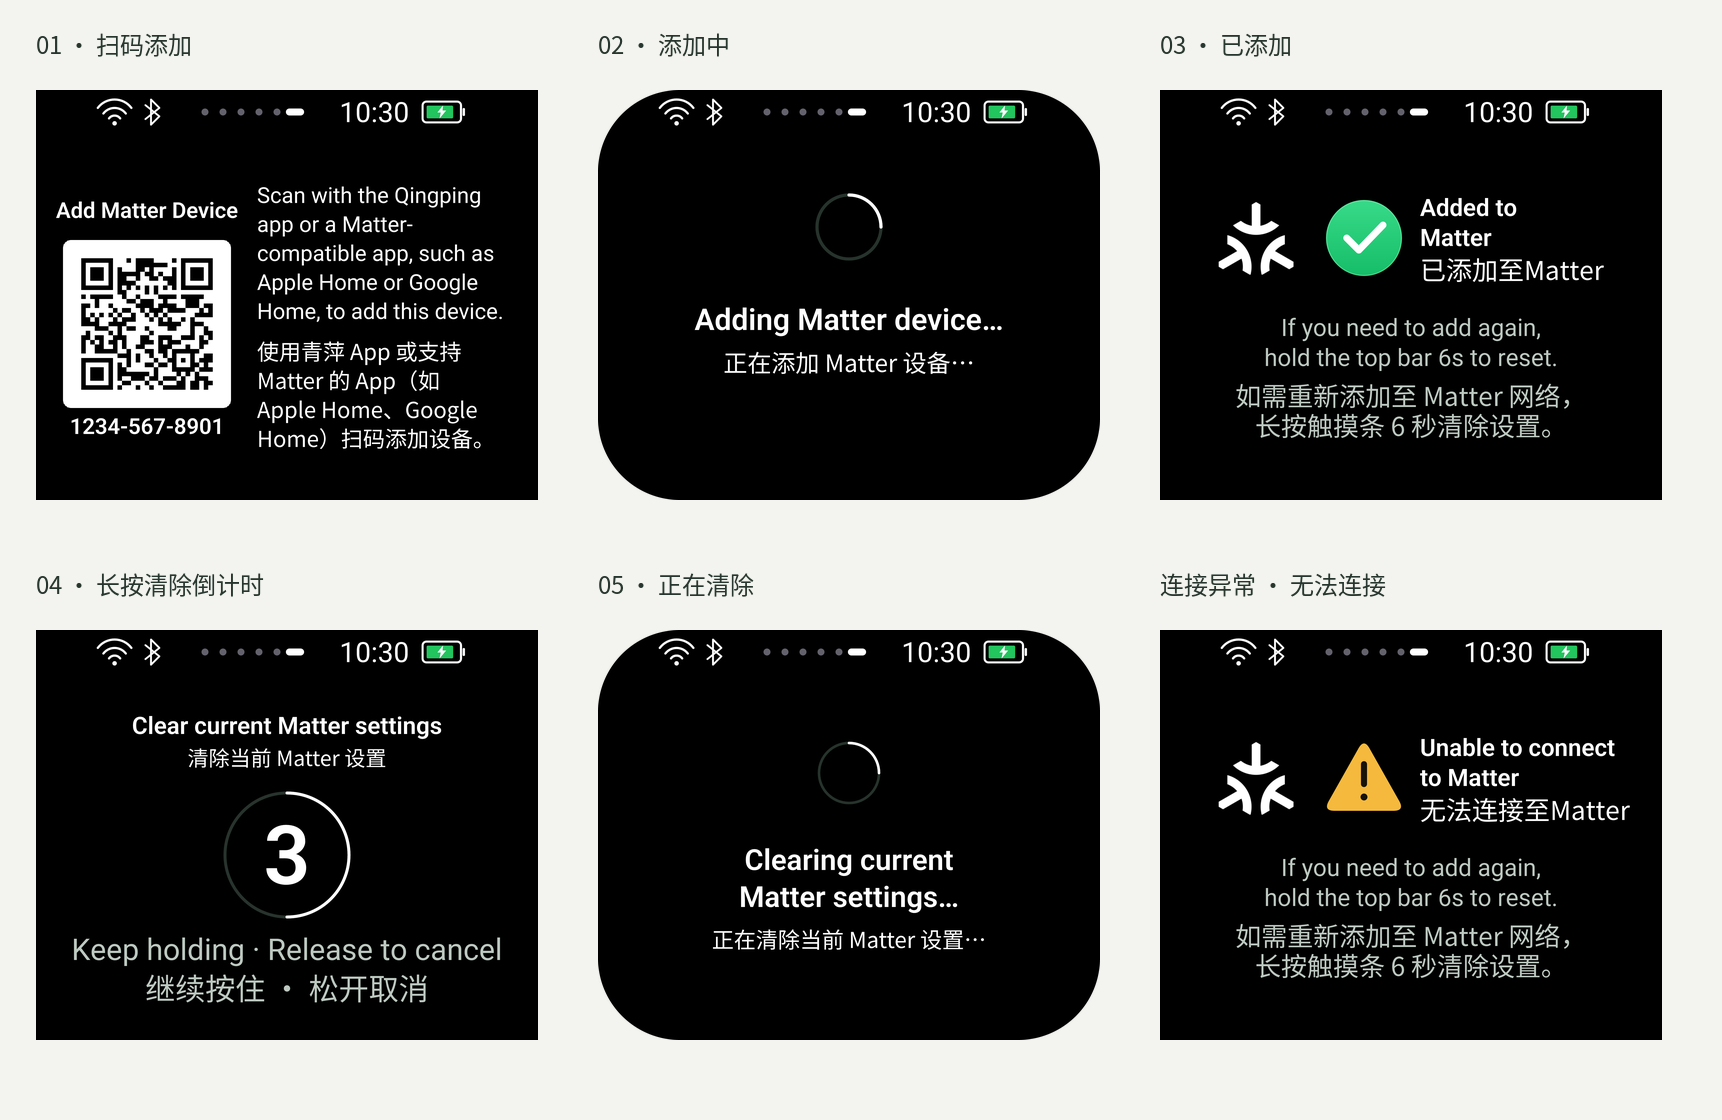 01 · 扫码添加
10:30
Add Matter Device
1234-567-8901
Scan with the Qingping
app or a Matter-
compatible app, such as
Apple Home or Google
Home, to add this device.
使用青萍 App 或支持
Matter 的 App（如
Apple Home、Google
Home）扫码添加设备。
02 · 添加中
10:30
Adding Matter device...
正在添加 Matter 设备…
03 · 已添加
10:30
Added to
Matter
已添加至Matter
If you need to add again,
hold the top bar 6s to reset.
如需重新添加至 Matter 网络，
长按触摸条 6 秒清除设置。
04 · 长按清除倒计时
10:30
Clear current Matter settings
清除当前 Matter 设置
3
Keep holding · Release to cancel
继续按住 · 松开取消
05 · 正在清除
10:30
Clearing current
Matter settings...
正在清除当前 Matter 设置…
连接异常 · 无法连接
10:30
Unable to connect
to Matter
无法连接至Matter
If you need to add again,
hold the top bar 6s to reset.
如需重新添加至 Matter 网络，
长按触摸条 6 秒清除设置。